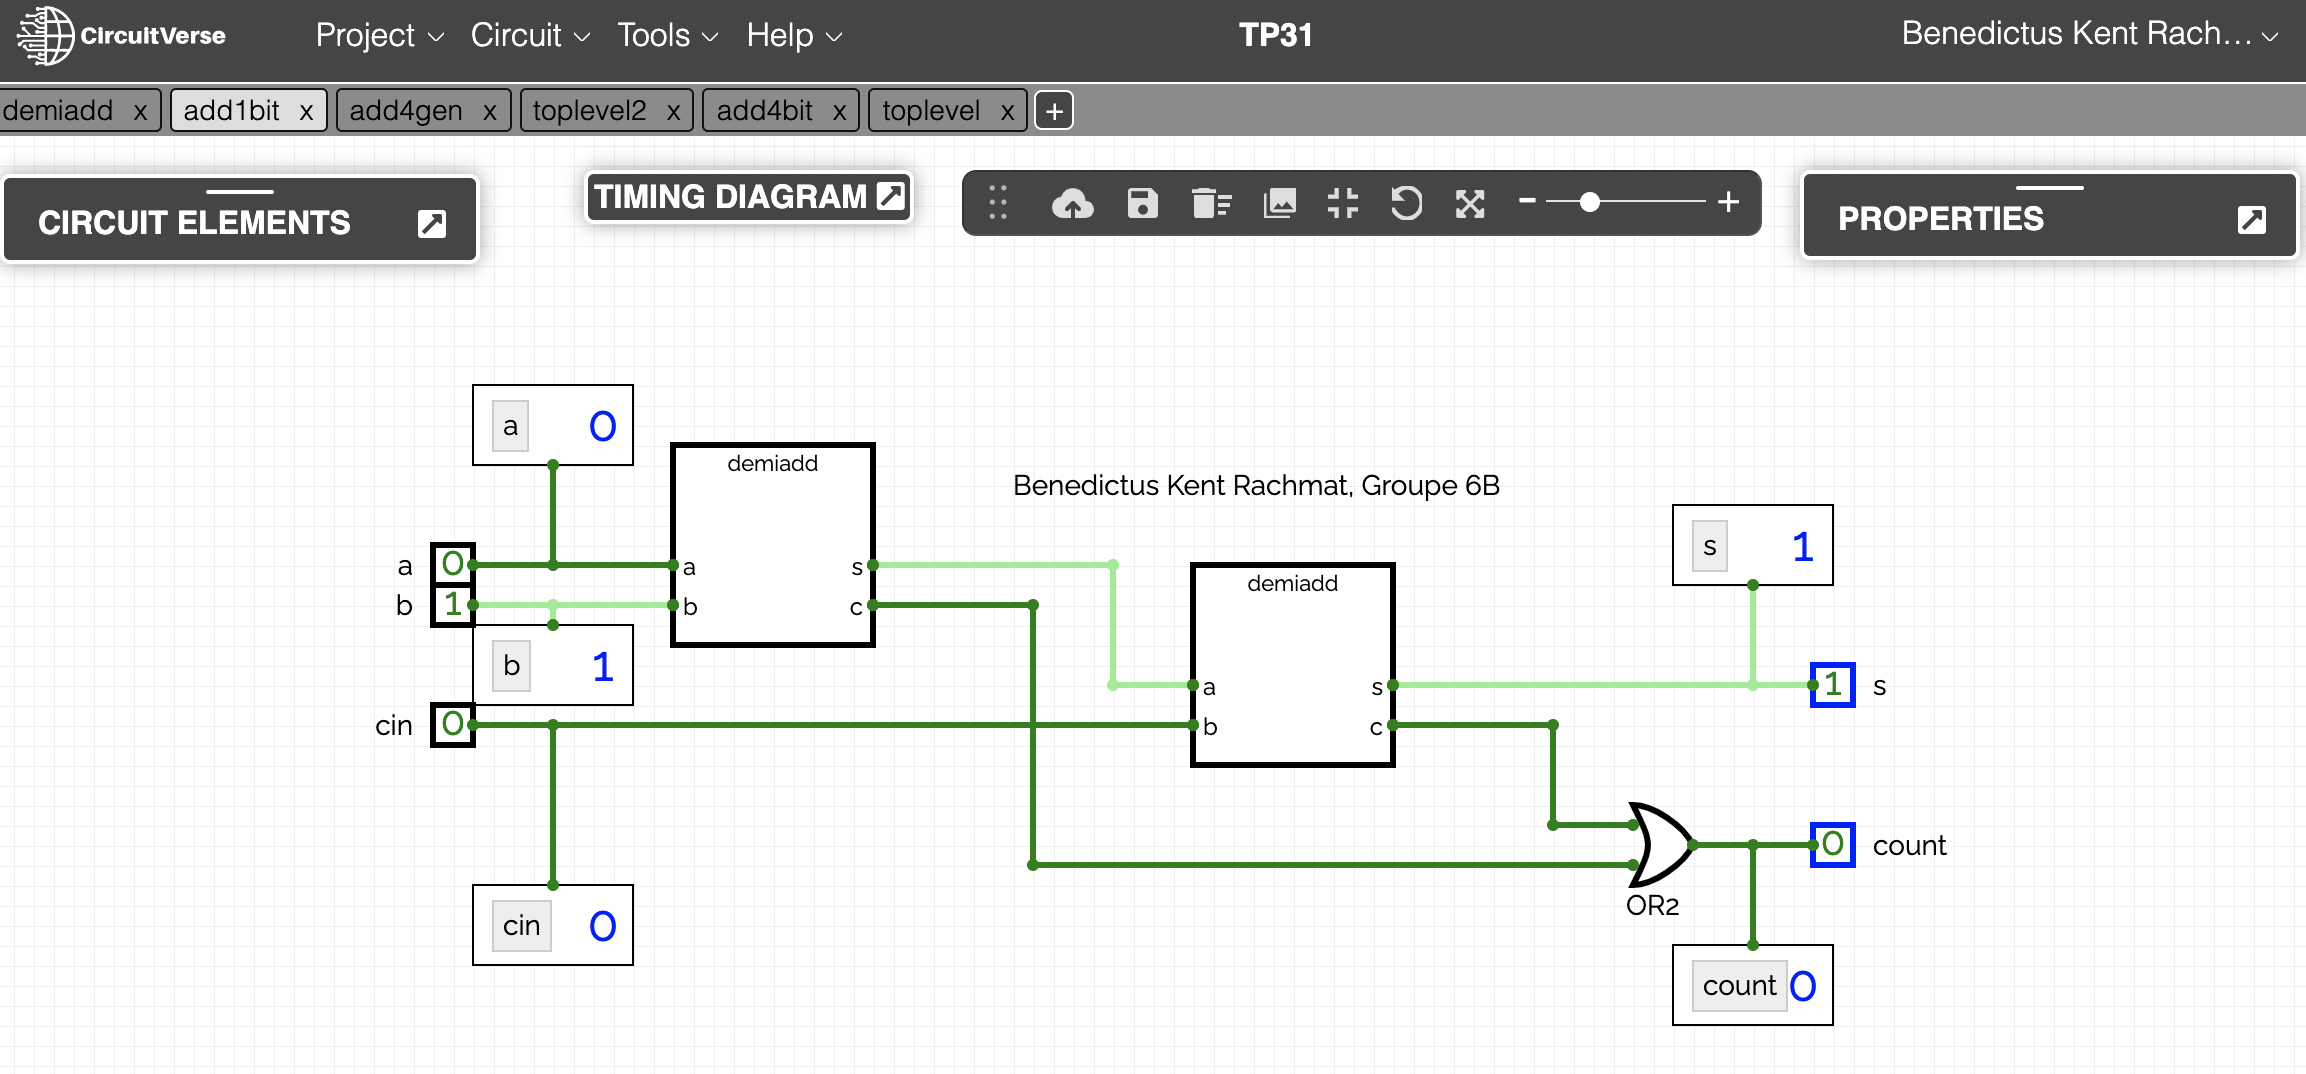 CircuitVerse Project Circuit Tools Help TP31 Benedictus Kent Rach...
demiadd x add1bit x add4gen x toplevel2 x add4bit x toplevel x +
CIRCUIT ELEMENTS
TIMING DIAGRAM
PROPERTIES
a 0
demiadd
Benedictus Kent Rachmat, Groupe 6B
s 1
a 0 a s
demiadd
b 1 b c
b 1
a s 1 s
cin 0 b c
0 count
OR2
cin 0
count 0